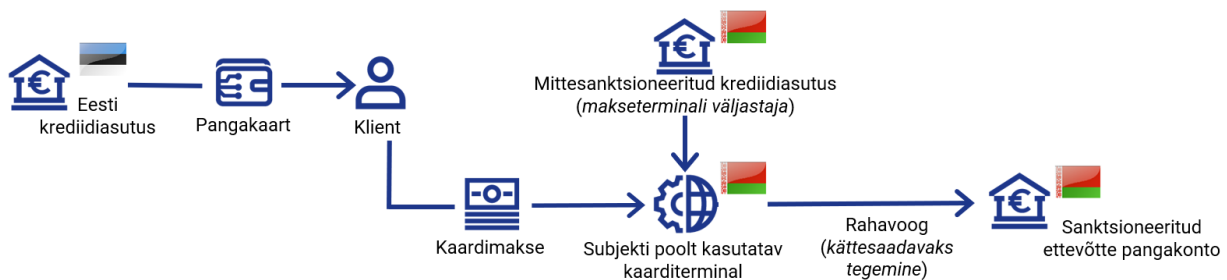 Eesti
krediidiasutus
Pangakaart
Klient
Mittesanktsioneeritud krediidiasutus
(makseterminali väljastaja)
Kaardimakse
Subjekti poolt kasutatav
kaarditerminal
Rahavoog
(kättesaadavaks
tegemine)
Sanktsioneeritud
ettevõtte pangakonto